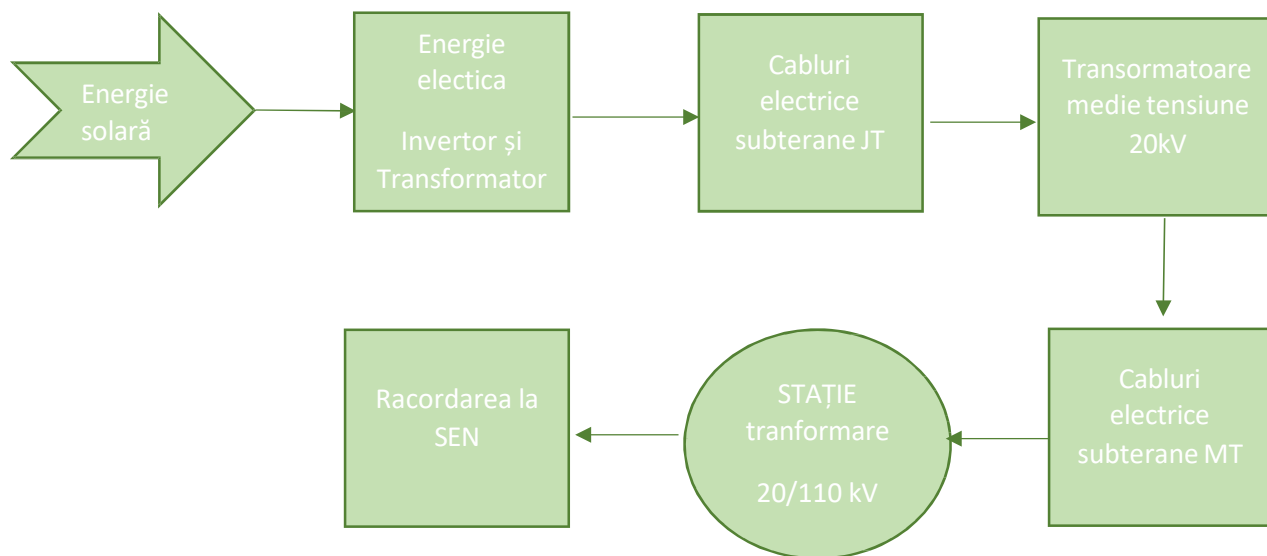 Energie
solară
Energie
electica
Invertor și
Transformator
Cabluri
electrice
subterane JT
Transormatoare
medie tensiune
20kV
Cabluri
electrice
subterane MT
STAȚIE
tranformare
20/110 kV
Racordarea la
SEN